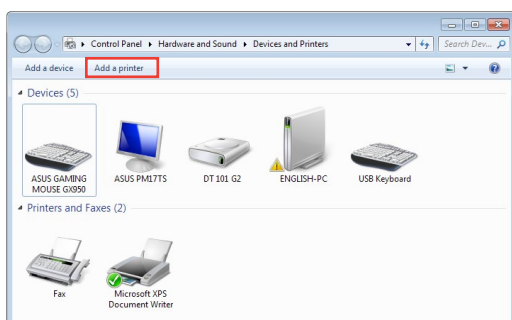 Control Panel ▸ Hardware and Sound ▸ Devices and Printers
Search Dev...
Add a device
Add a printer
Devices (5)
ASUS GAMING
MOUSE GX950
ASUS PM17TS
DT 101 G2
ENGLISH-PC
USB Keyboard
Printers and Faxes (2)
Fax
Microsoft XPS
Document Writer